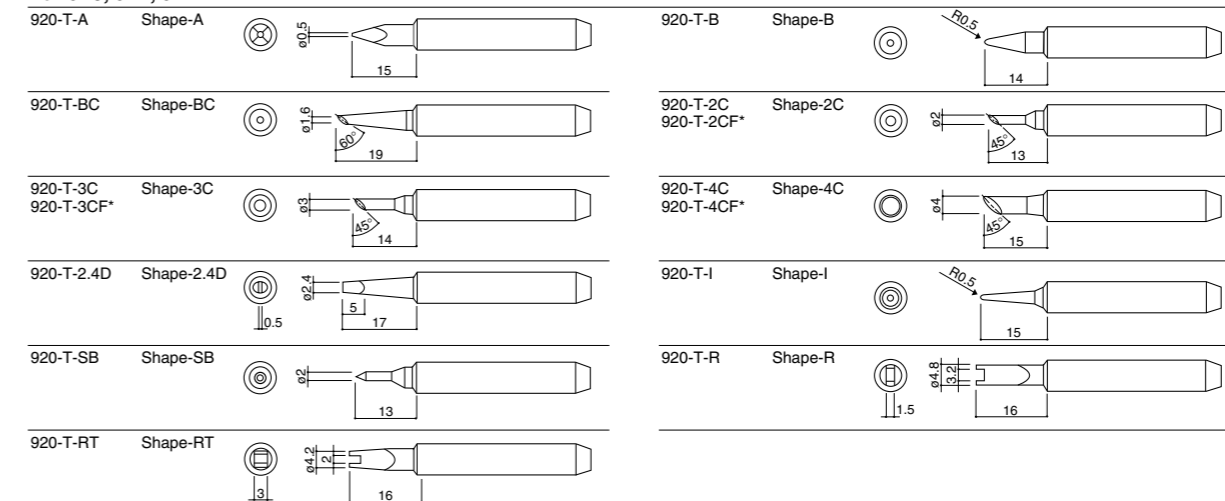 920-T-A Shape-A
ø0.5
15
920-T-B Shape-B
R0.5
14
920-T-BC Shape-BC
ø1.6
60°
19
920-T-2C Shape-2C
920-T-2CF*
ø2
45°
13
920-T-3C Shape-3C
920-T-3CF*
ø3
45°
14
920-T-4C Shape-4C
920-T-4CF*
ø4
45°
15
920-T-2.4D Shape-2.4D
0.5
ø2.4
5
17
920-T-I Shape-I
R0.5
15
920-T-SB Shape-SB
ø2
13
920-T-R Shape-R
1.5
ø4.8
3.2
16
920-T-RT Shape-RT
3
ø4.2
2
16